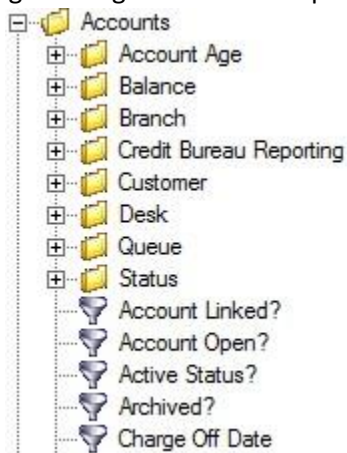 Accounts
Account Age
Balance
Branch
Credit Bureau Reporting
Customer
Desk
Queue
Status
Account Linked?
Account Open?
Active Status?
Archived?
Charge Off Date